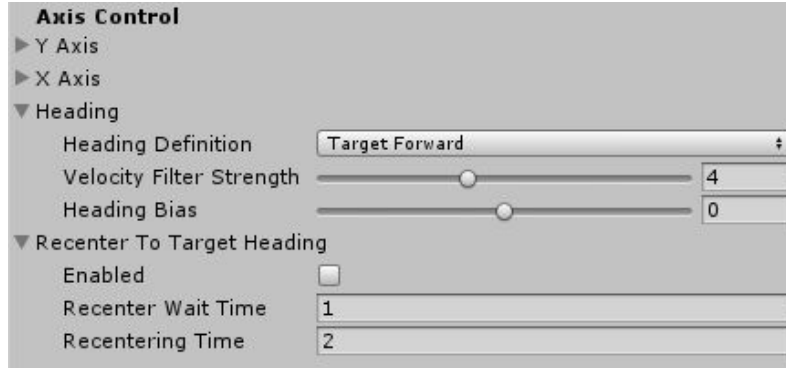 Axis Control
Y Axis
X Axis
Heading
Heading Definition Target Forward
Velocity Filter Strength 4
Heading Bias 0
Recenter To Target Heading
Enabled
Recenter Wait Time 1
Recentering Time 2